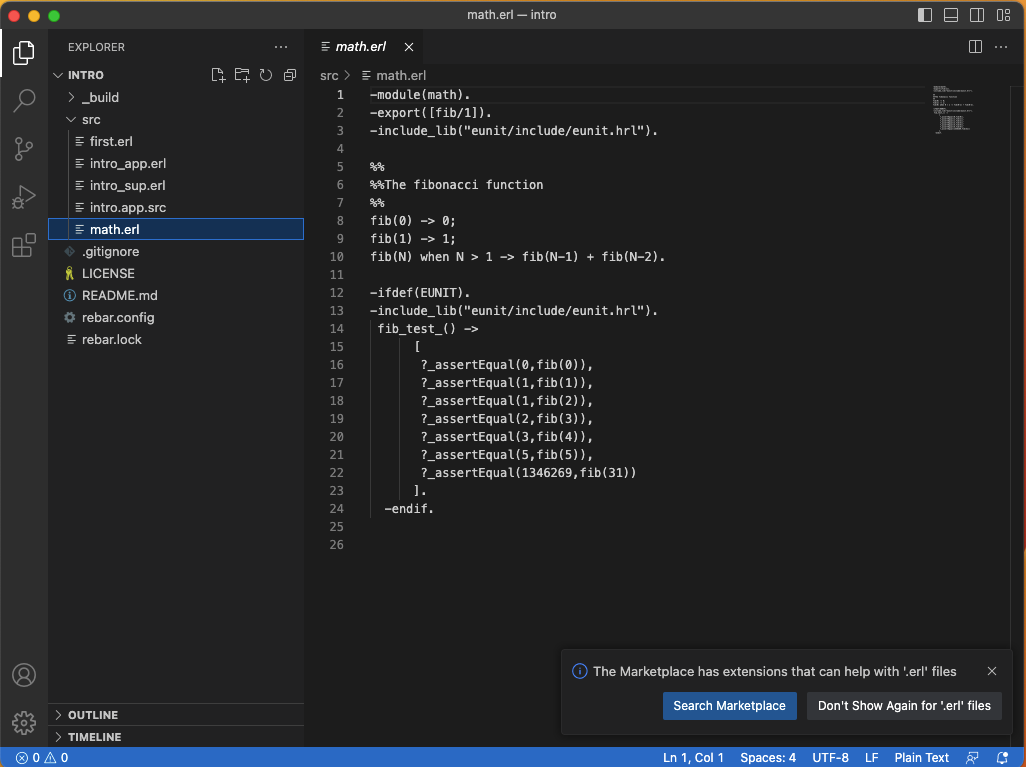 math.erl — intro
EXPLORER
math.erl
INTRO
src > math.erl
_build
src
first.erl
intro_app.erl
intro_sup.erl
intro.app.src
math.erl
.gitignore
LICENSE
README.md
rebar.config
rebar.lock
1 -module(math).
2 -export([fib/1]).
3 -include_lib("eunit/include/eunit.hrl").
4
5 %%
6 %%The fibonacci function
7 %%
8 fib(0) -> 0;
9 fib(1) -> 1;
10 fib(N) when N > 1 -> fib(N-1) + fib(N-2).
11
12 -ifdef(EUNIT).
13 -include_lib("eunit/include/eunit.hrl").
14 fib_test_() ->
15 [
16 ?_assertEqual(0,fib(0)),
17 ?_assertEqual(1,fib(1)),
18 ?_assertEqual(1,fib(2)),
19 ?_assertEqual(2,fib(3)),
20 ?_assertEqual(3,fib(4)),
21 ?_assertEqual(5,fib(5)),
22 ?_assertEqual(1346269,fib(31))
23 ].
24 -endif.
25
26
The Marketplace has extensions that can help with '.erl' files
Search Marketplace
Don't Show Again for '.erl' files
OUTLINE
TIMELINE
0 0
Ln 1, Col 1
Spaces: 4
UTF-8
LF
Plain Text